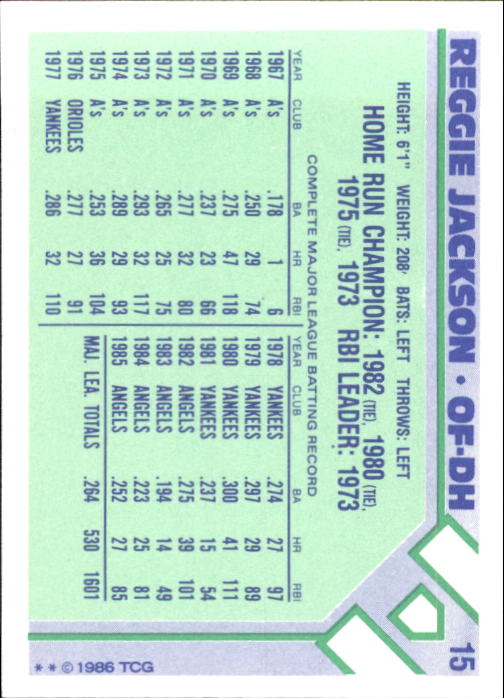 REGGIE JACKSON · OF-DH
15
HEIGHT: 6'1" WEIGHT: 208' BATS: LEFT THROWS: LEFT
HOME RUN CHAMPION: 1982 (TIE), 1980 (TIE),
1975 (TIE), 1973 RBI LEADER: 1973
COMPLETE MAJOR LEAGUE BATTING RECORD
YEAR CLUB BA HR RBI
1967 A's .178 1 6
1968 A's .250 29 74
1969 A's .275 47 118
1970 A's .237 23 66
1971 A's .277 32 80
1972 A's .265 25 75
1973 A's .293 32 117
1974 A's .289 29 93
1975 A's .253 36 104
1976 ORIOLES .277 27 91
1977 YANKEES .286 32 110
YEAR CLUB BA HR RBI
1978 YANKEES .274 27 97
1979 YANKEES .297 29 89
1980 YANKEES .300 41 111
1981 YANKEES .237 15 54
1982 ANGELS .275 39 101
1983 ANGELS .194 14 49
1984 ANGELS .223 25 81
1985 ANGELS .252 27 85
MAJ. LEA. TOTALS .264 530 1601
* * © 1986 TCG